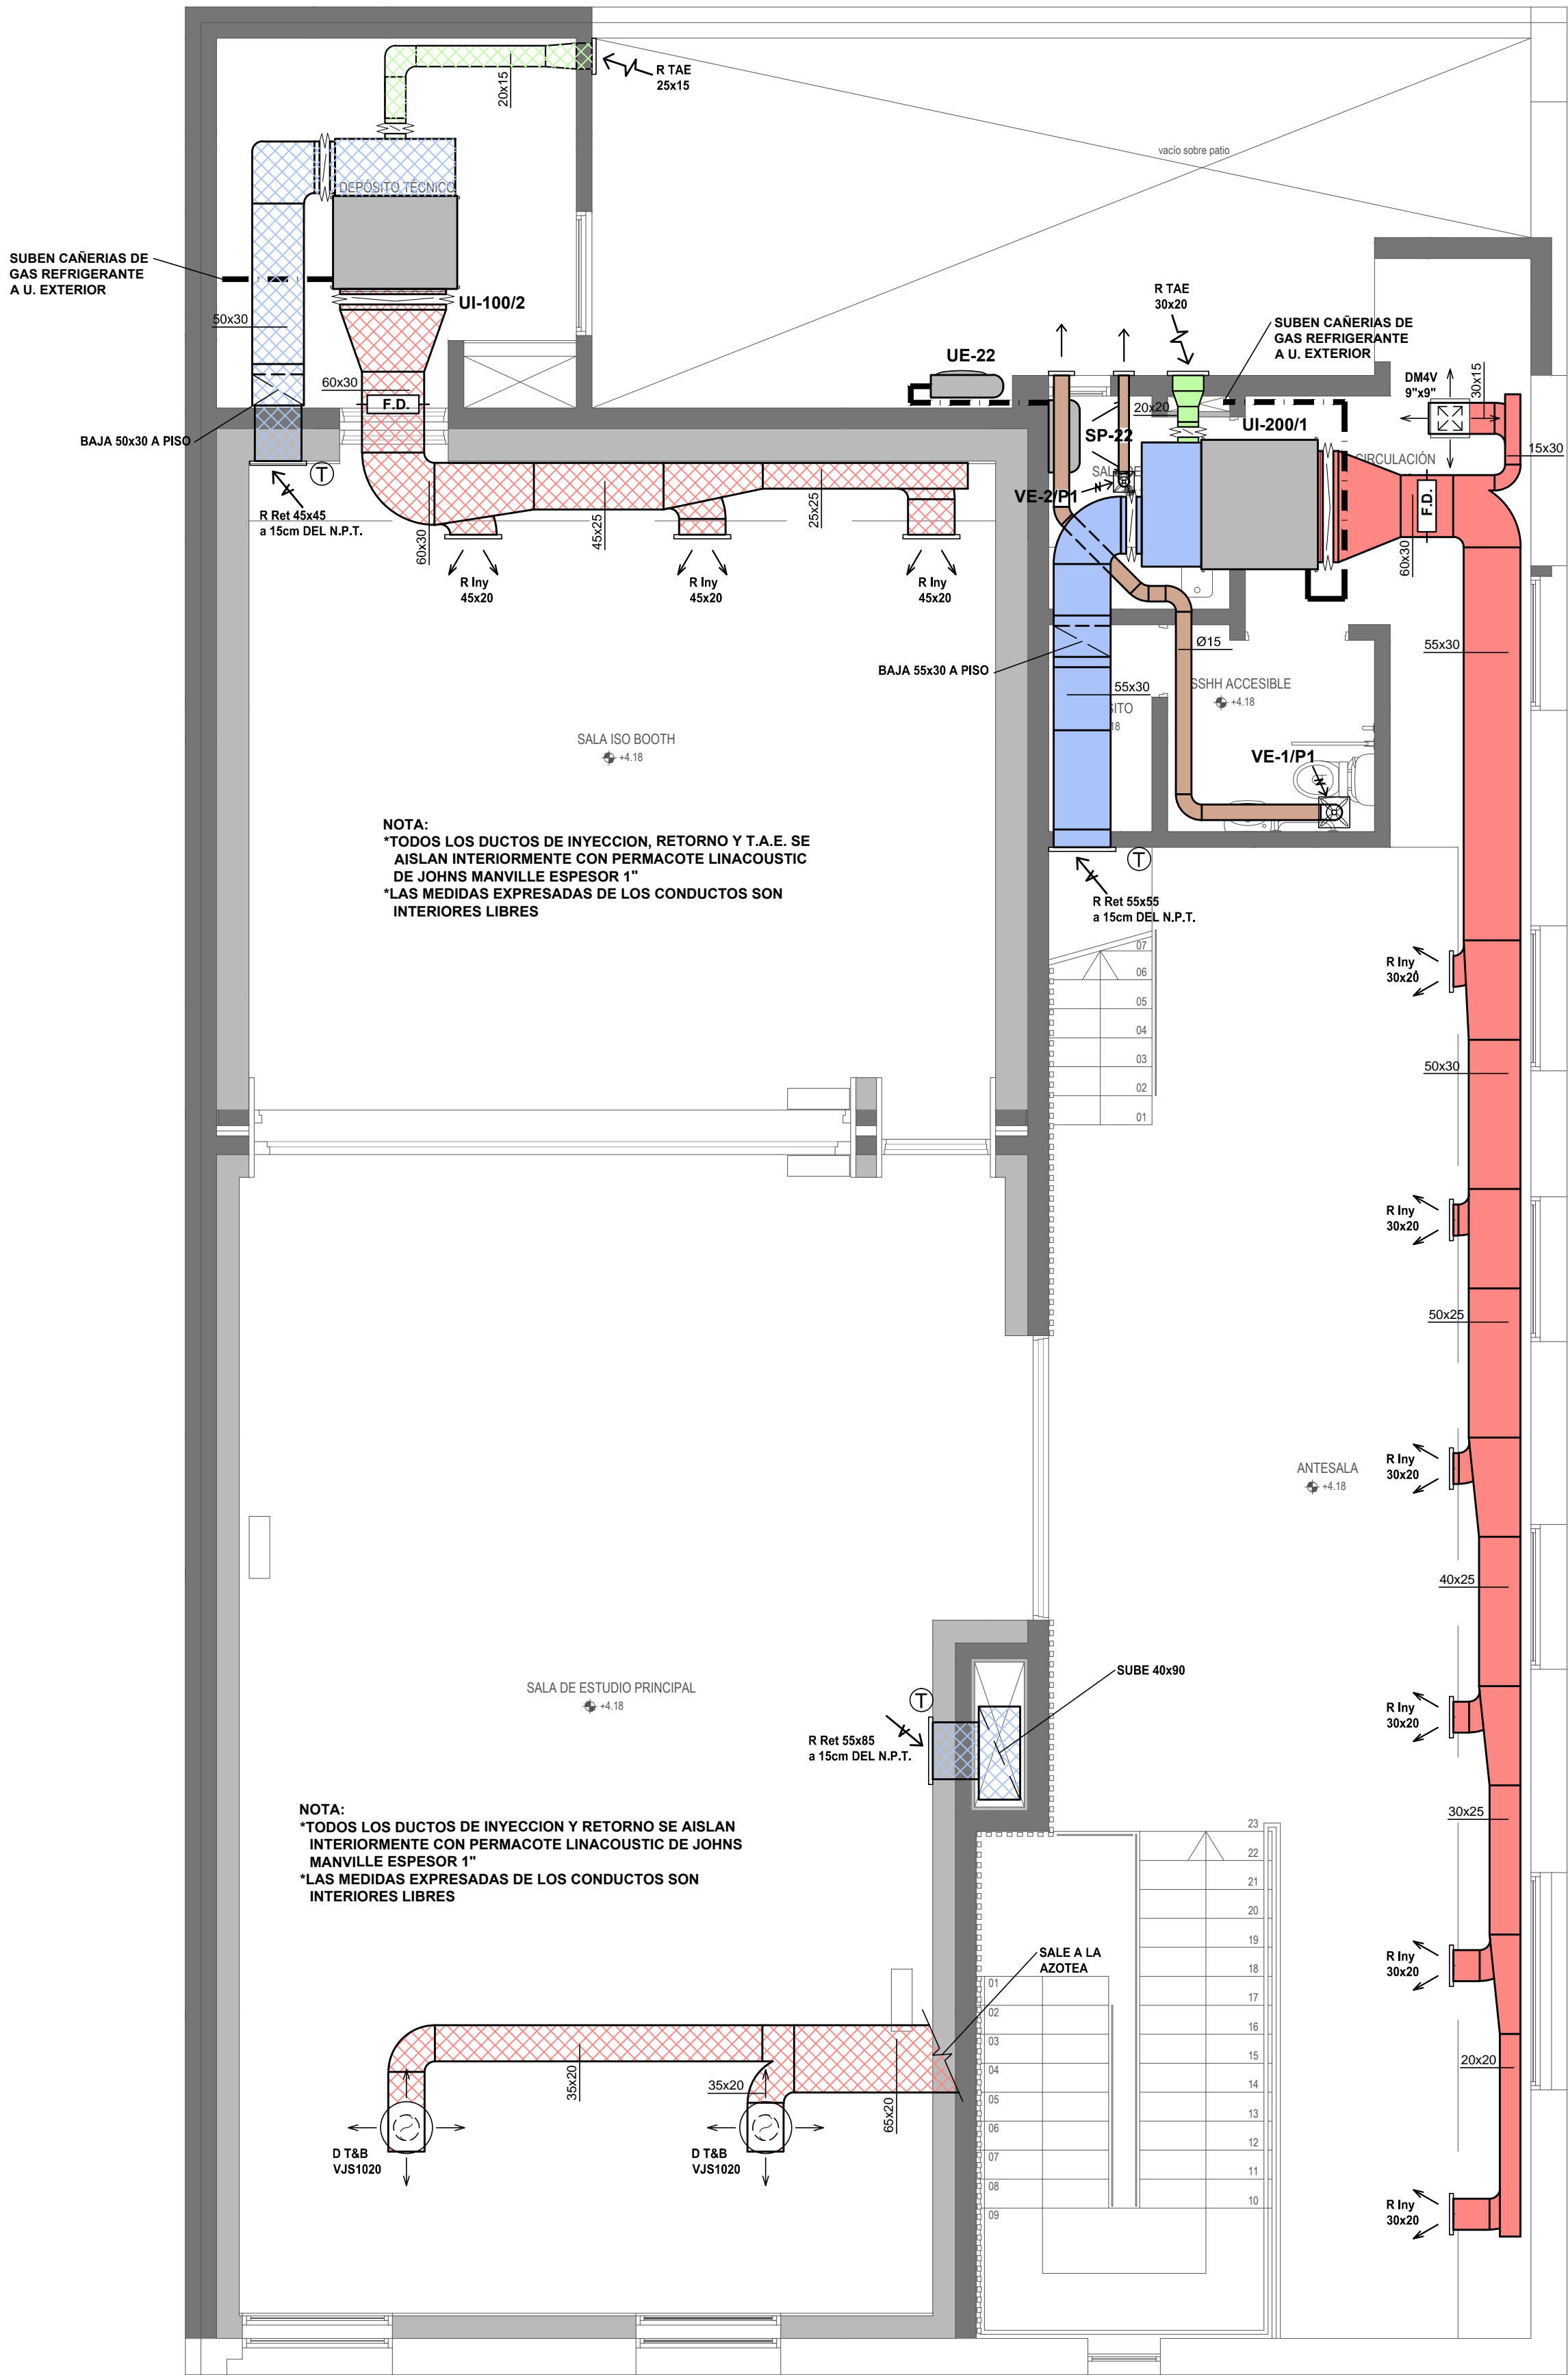 R TAE
25x15
20x15
vacío sobre patio
DEPÓSITO TÉCNICO
SUBEN CAÑERIAS DE
GAS REFRIGERANTE
A U. EXTERIOR
UI-100/2
50x30
60x30
F.D.
BAJA 50x30 A PISO
T
R Ret 45x45
a 15cm DEL N.P.T.
60x30
45x25
25x25
R Iny
45x20
R Iny
45x20
R Iny
45x20
R TAE
30x20
SUBEN CAÑERIAS DE
GAS REFRIGERANTE
A U. EXTERIOR
UE-22
DM4V
9"x9"
30x15
20x20
UI-200/1
SP-22
15x30
CIRCULACIÓN
SALA DE
VE-2/P1
F.D.
60x30
Ø15
55x30
BAJA 55x30 A PISO
55x30
SSHH ACCESIBLE
+4.18
SITO
18
VE-1/P1
SALA ISO BOOTH
+4.18
NOTA:
*TODOS LOS DUCTOS DE INYECCION, RETORNO Y T.A.E. SE
AISLAN INTERIORMENTE CON PERMACOTE LINACOUSTIC
DE JOHNS MANVILLE ESPESOR 1"
*LAS MEDIDAS EXPRESADAS DE LOS CONDUCTOS SON
INTERIORES LIBRES
T
R Ret 55x55
a 15cm DEL N.P.T.
07
06
05
04
03
02
01
R Iny
30x20
50x30
R Iny
30x20
50x25
R Iny
30x20
ANTESALA
+4.18
40x25
SUBE 40x90
SALA DE ESTUDIO PRINCIPAL
+4.18
T
R Ret 55x85
a 15cm DEL N.P.T.
R Iny
30x20
30x25
NOTA:
*TODOS LOS DUCTOS DE INYECCION Y RETORNO SE AISLAN
INTERIORMENTE CON PERMACOTE LINACOUSTIC DE JOHNS
MANVILLE ESPESOR 1"
*LAS MEDIDAS EXPRESADAS DE LOS CONDUCTOS SON
INTERIORES LIBRES
23
22
21
20
19
18
17
16
15
14
13
12
11
10
SALE A LA
AZOTEA
01
02
03
04
05
06
07
08
09
R Iny
30x20
20x20
35x20
35x20
65x20
D T&B
VJS1020
D T&B
VJS1020
R Iny
30x20